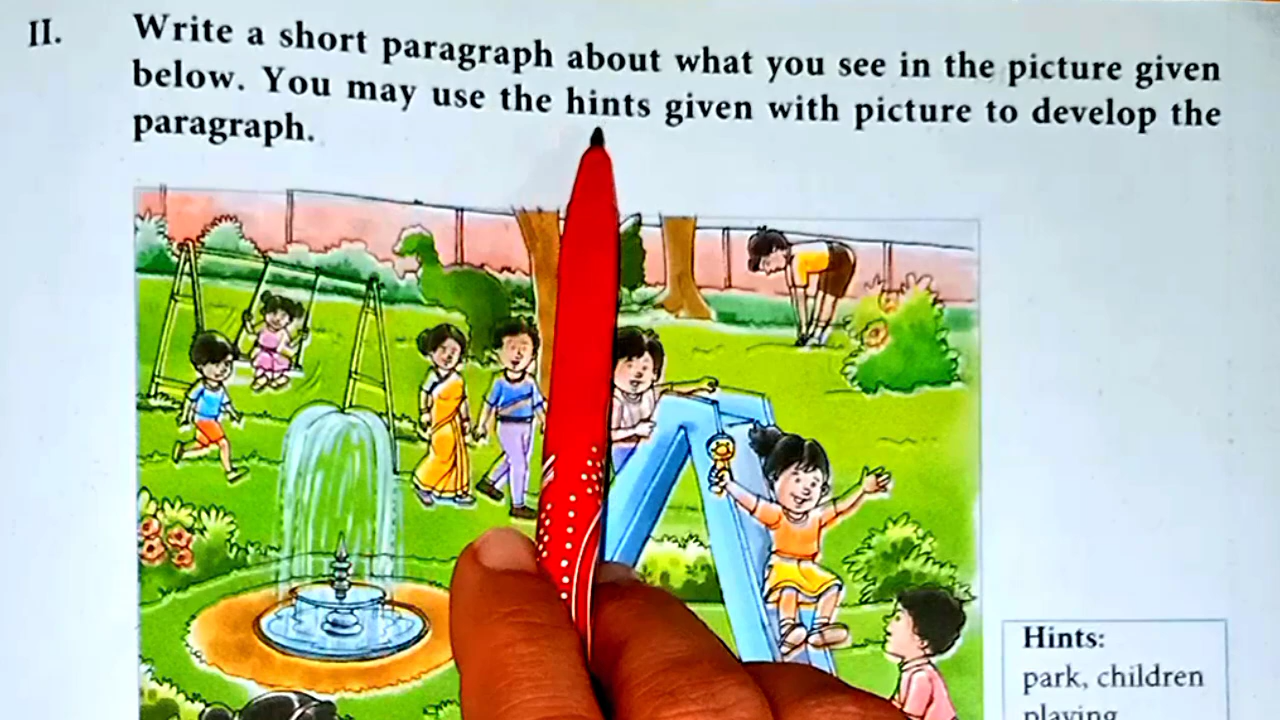 II. Write a short paragraph about what you see in the picture given
below. You may use the hints given with picture to develop the
paragraph.
Hints:
park, children
playing